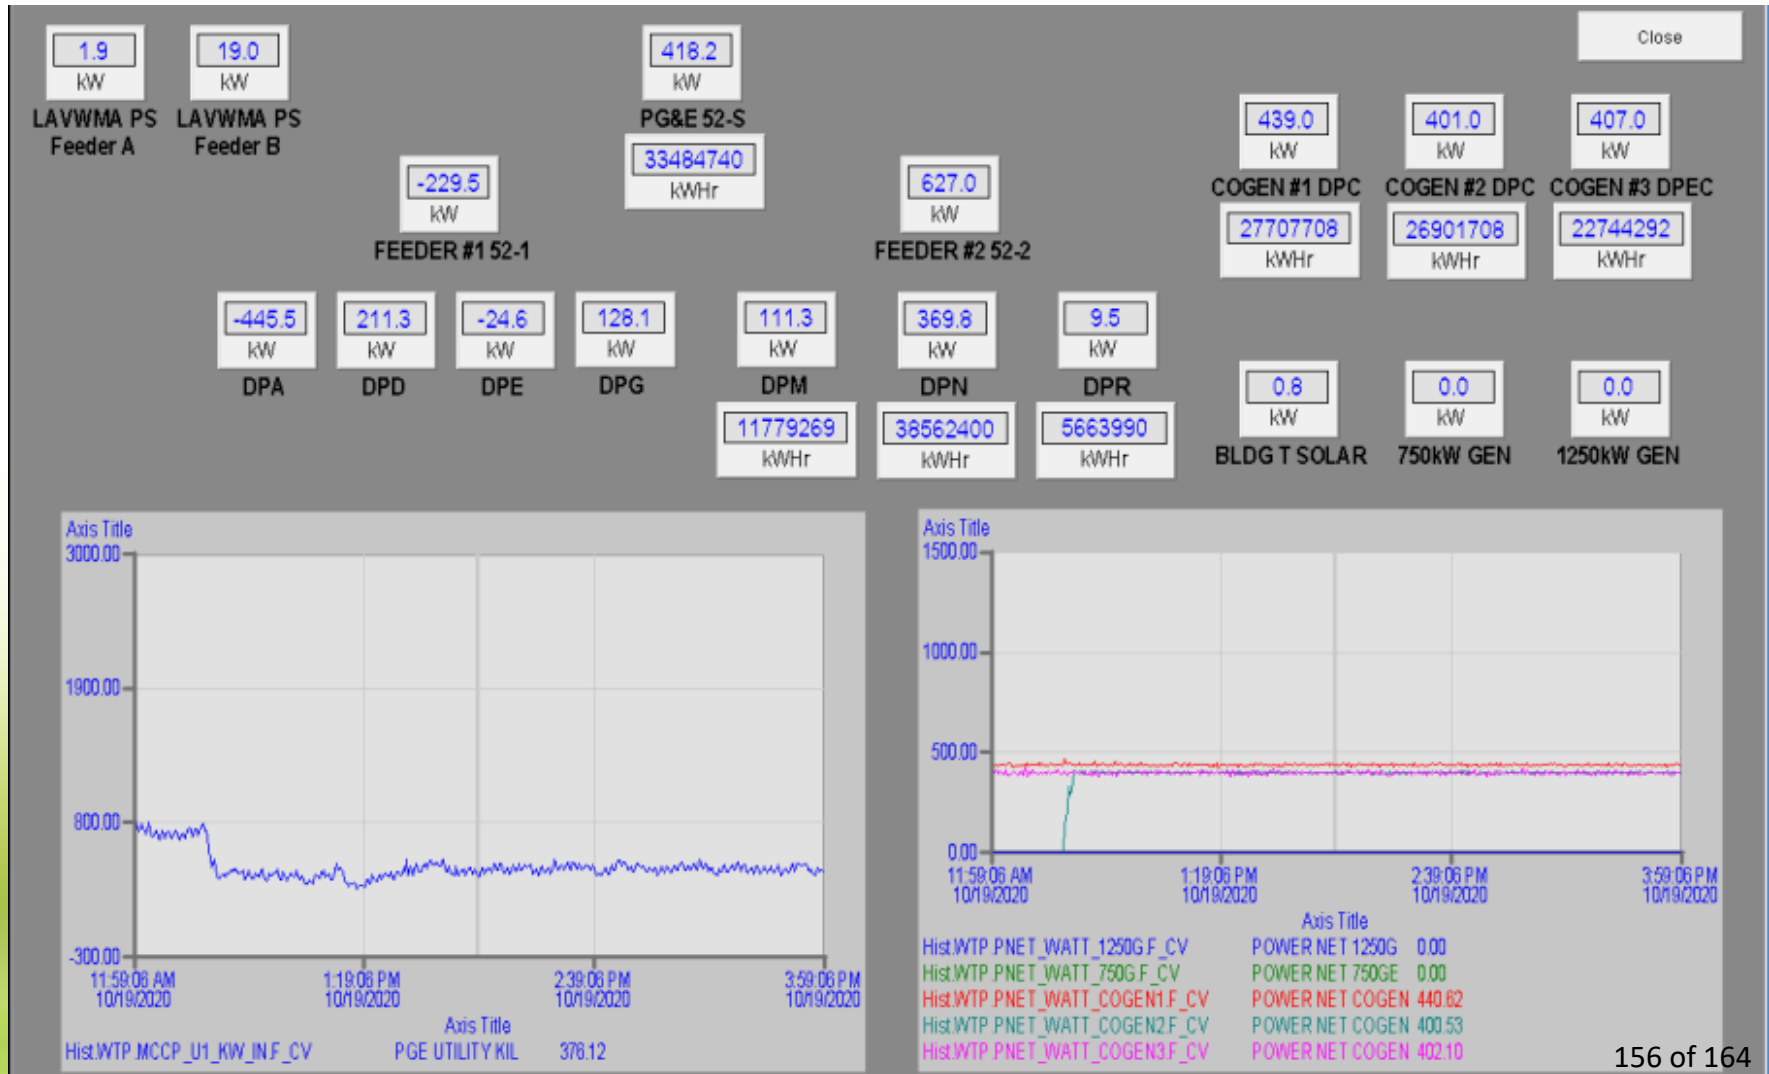 1.9
kW
LAVWMA PS
Feeder A
19.0
kW
LAVWMA PS
Feeder B
418.2
kW
PG&E 52-S
33484740
kWHr
Close
-229.5
kW
FEEDER #1 52-1
627.0
kW
FEEDER #2 52-2
439.0
kW
COGEN #1 DPC
27707708
kWHr
401.0
kW
COGEN #2 DPC
26901708
kWHr
407.0
kW
COGEN #3 DPEC
22744292
kWHr
-445.5
kW
DPA
211.3
kW
DPD
-24.6
kW
DPE
128.1
kW
DPG
111.3
kW
DPM
11779269
kWHr
369.8
kW
DPN
38562400
kWHr
9.5
kW
DPR
5663990
kWHr
0.8
kW
BLDG T SOLAR
0.0
kW
750kW GEN
0.0
kW
1250kW GEN
Axis Title
3000.00
1900.00
800.00
-300.00
11:59:06 AM
10/19/2020
1:19:06 PM
10/19/2020
2:39:06 PM
10/19/2020
3:59:06 PM
10/19/2020
Axis Title
Hist.WTP.MCCP_U1_KW_IN.F_CV PGE UTILITY KIL 376.12
Axis Title
1500.00
1000.00
500.00
0.00
11:59:06 AM
10/19/2020
1:19:06 PM
10/19/2020
2:39:06 PM
10/19/2020
3:59:06 PM
10/19/2020
Axis Title
Hist.WTP.PNET_WATT_1250G.F_CV POWER NET 1250G 0.00
Hist.WTP.PNET_WATT_750G.F_CV POWER NET 750GE 0.00
Hist.WTP.PNET_WATT_COGEN1.F_CV POWER NET COGEN 440.62
Hist.WTP.PNET_WATT_COGEN2.F_CV POWER NET COGEN 400.53
Hist.WTP.PNET_WATT_COGEN3.F_CV POWER NET COGEN 402.10
156 of 164